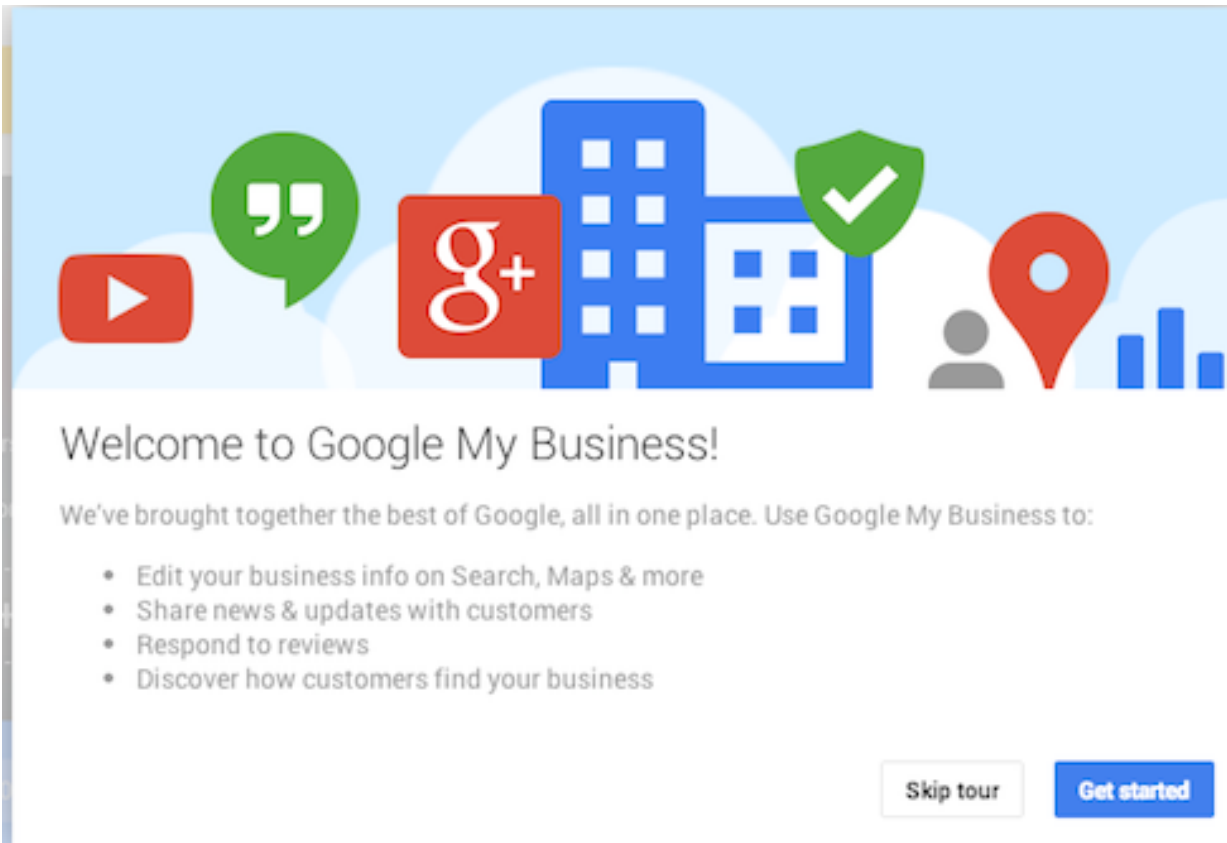 g+
Welcome to Google My Business!
We've brought together the best of Google, all in one place. Use Google My Business to:
• Edit your business info on Search, Maps & more
• Share news & updates with customers
• Respond to reviews
• Discover how customers find your business
Skip tour
Get started